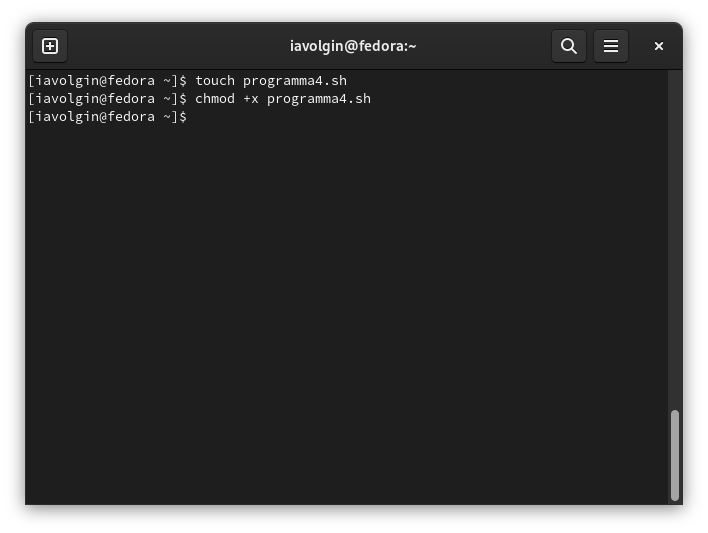 iavolgin@fedora:~
[iavolgin@fedora ~]$ touch programma4.sh
[iavolgin@fedora ~]$ chmod +x programma4.sh
[iavolgin@fedora ~]$